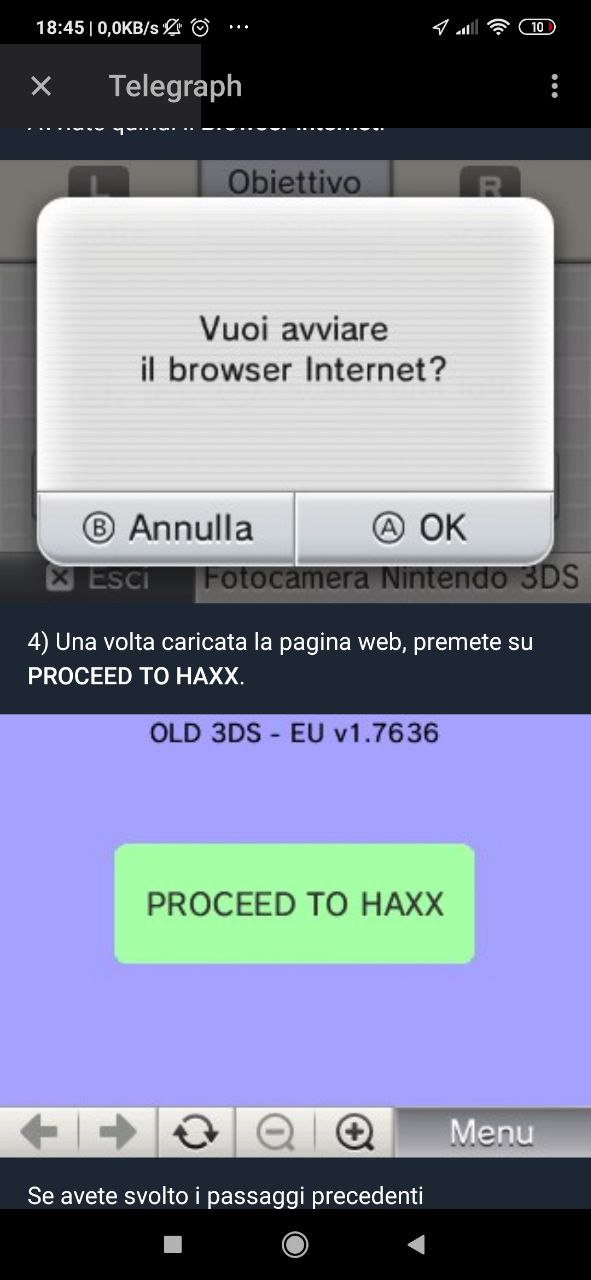 18:45 | 0,0KB/s
10
Telegraph
Browser Internet.
L
Obiettivo
R
Vuoi avviare
il browser Internet?
Ⓑ Annulla
Ⓐ OK
X Esci
Fotocamera Nintendo 3DS
4) Una volta caricata la pagina web, premete su
PROCEED TO HAXX.
OLD 3DS - EU v1.7636
PROCEED TO HAXX
Menu
Se avete svolto i passaggi precedenti